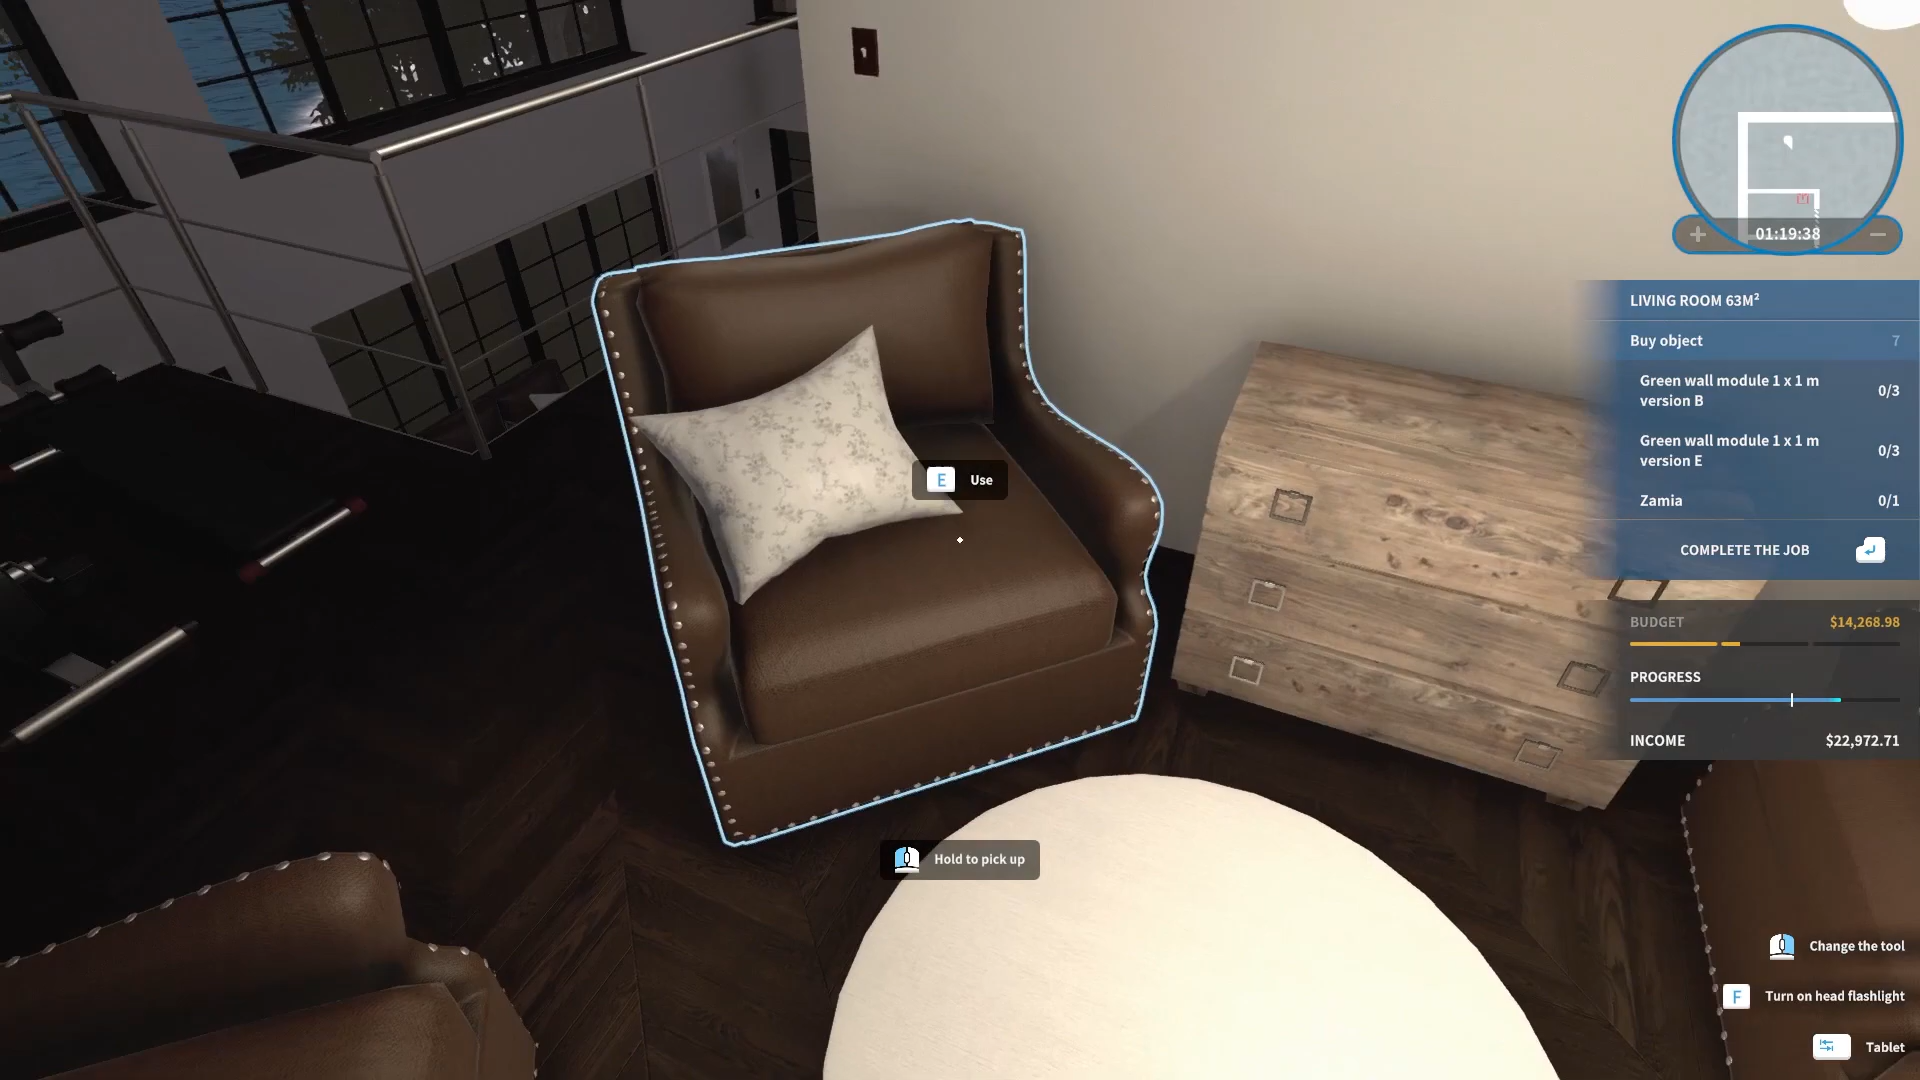 01:19:38
LIVING ROOM 63M²
Buy object 7
Green wall module 1 x 1 m
version B 0/3
Green wall module 1 x 1 m
version E 0/3
Zamia 0/1
COMPLETE THE JOB
BUDGET $14,268.98
PROGRESS
INCOME $22,972.71
E Use
Hold to pick up
Change the tool
F Turn on head flashlight
Tablet